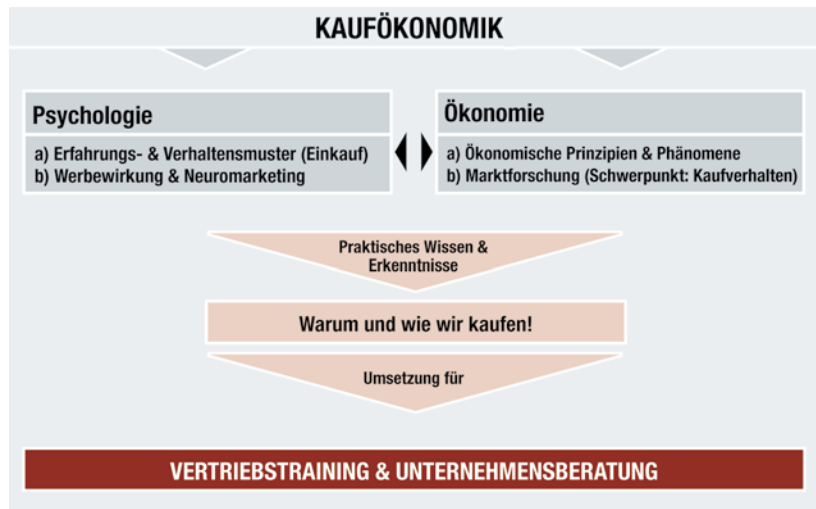 KAUFÖKONOMIK
Psychologie
a) Erfahrungs- & Verhaltensmuster (Einkauf)
b) Werbewirkung & Neuromarketing
Ökonomie
a) Ökonomische Prinzipien & Phänomene
b) Marktforschung (Schwerpunkt: Kaufverhalten)
Praktisches Wissen &
Erkenntnisse
Warum und wie wir kaufen!
Umsetzung für
VERTRIEBSTRAINING & UNTERNEHMENSBERATUNG